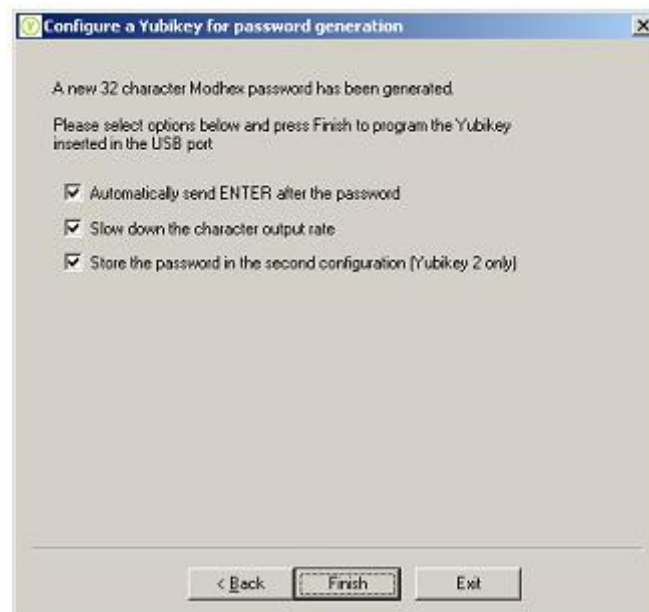 Configure a Yubikey for password generation
A new 32 character Modhex password has been generated.
Please select options below and press Finish to program the Yubikey
inserted in the USB port
Automatically send ENTER after the password
Slow down the character output rate
Store the password in the second configuration (Yubikey 2 only)
< Back
Finish
Exit